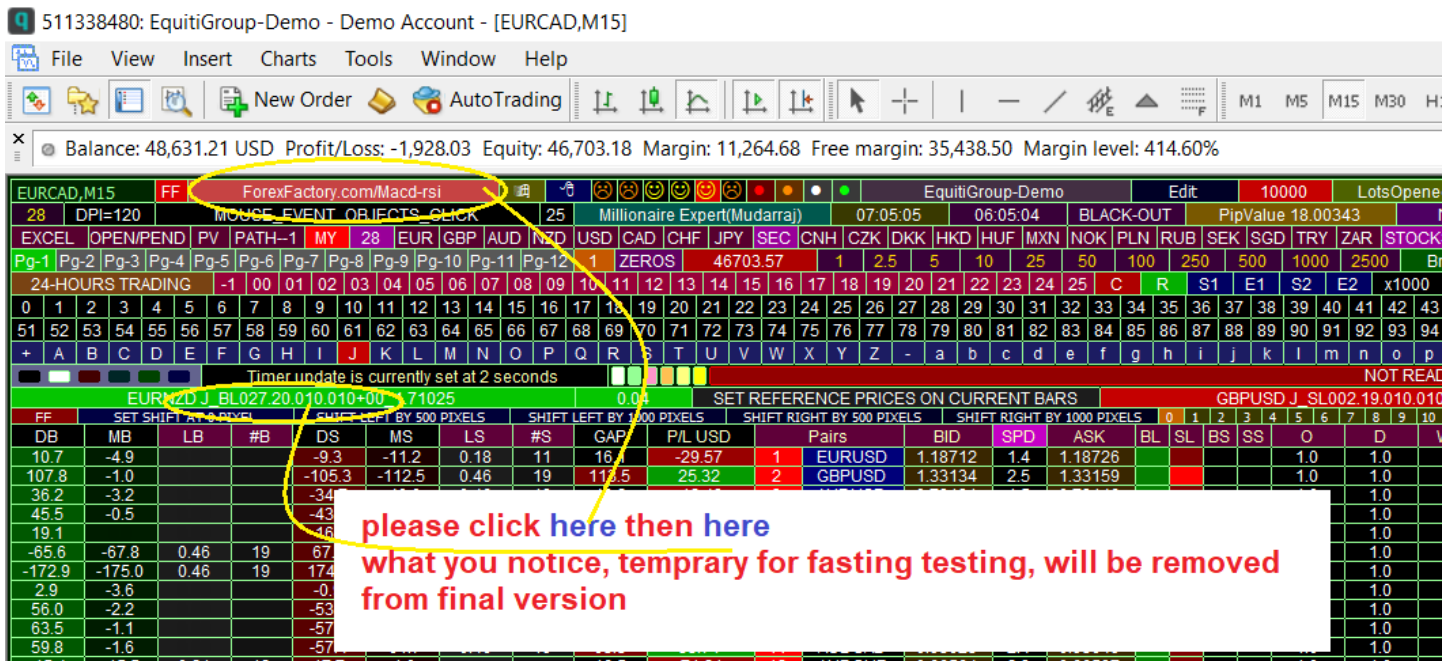 511338480: EquitiGroup-Demo - Demo Account - [EURCAD,M15]
File View Insert Charts Tools Window Help
New Order AutoTrading M1 M5 M15 M30
Balance: 48,631.21 USD Profit/Loss: -1,928.03 Equity: 46,703.18 Margin: 11,264.68 Free margin: 35,438.50 Margin level: 414.60%
EURCAD,M15 FF ForexFactory.com/Macd-rsi EquitiGroup-Demo Edit 10000 LotsOpene
28 DPI=120 MOUSE_EVENT_OBJECTS_CLICK 25 Millionaire Expert(Mudarraj) 07:05:05 06:05:04 BLACK-OUT PipValue 18.00343
EXCEL OPEN/PEND PV PATH--1 MY 28 EUR GBP AUD NZD USD CAD CHF JPY SEC CNH CZK DKK HKD HUF MXN NOK PLN RUB SEK SGD TRY ZAR STOCK
Pg-1 Pg-2 Pg-3 Pg-4 Pg-5 Pg-6 Pg-7 Pg-8 Pg-9 Pg-10 Pg-11 Pg-12 1 ZEROS 46703.57 1 2.5 5 10 25 50 100 250 500 1000 2500 Br
24-HOURS TRADING -1 00 01 02 03 04 05 06 07 08 09 10 11 12 13 14 15 16 17 18 19 20 21 22 23 24 25 C R S1 E1 S2 E2 x1000
0 1 2 3 4 5 6 7 8 9 10 11 12 13 14 15 16 17 18 19 20 21 22 23 24 25 26 27 28 29 30 31 32 33 34 35 36 37 38 39 40 41 42 43
51 52 53 54 55 56 57 58 59 60 61 62 63 64 65 66 67 68 69 70 71 72 73 74 75 76 77 78 79 80 81 82 83 84 85 86 87 88 89 90 91 92 93 94
+ A B C D E F G H I J K L M N O P Q R S T U V W X Y Z - a b c d e f g h i j k l m n o p
Timer update is currently set at 2 seconds NOT READ
EURNZD J_BL027.20.010.010+00 1.71025 0.04 SET REFERENCE PRICES ON CURRENT BARS GBPUSD J_SL002.19.010.010
FF SET SHIFT AT 0 PIXEL SHIFT LEFT BY 500 PIXELS SHIFT LEFT BY 1000 PIXELS SHIFT RIGHT BY 500 PIXELS SHIFT RIGHT BY 1000 PIXELS 0 1 2 3 4 5 6 7 8 9 10
DB MB LB #B DS MS LS #S GAP P/L USD Pairs BID SPD ASK BL SL BS SS O D
10.7 -4.9 -9.3 -11.2 0.18 11 16.1 -29.57 1 EURUSD 1.18712 1.4 1.18726 1.0 1.0
107.8 -1.0 -105.3 -112.5 0.46 19 113.5 25.32 2 GBPUSD 1.33134 2.5 1.33159 1.0 1.0
36.2 -3.2 1.0
45.5 -0.5 1.0
19.1 1.0
-65.6 -67.8 0.46 19 1.0
-172.9 -175.0 0.46 19 1.0
2.9 -3.6 1.0
56.0 -2.2 1.0
63.5 -1.1 1.0
59.8 -1.6 1.0
please click here then here
what you notice, temprary for fasting testing, will be removed
from final version